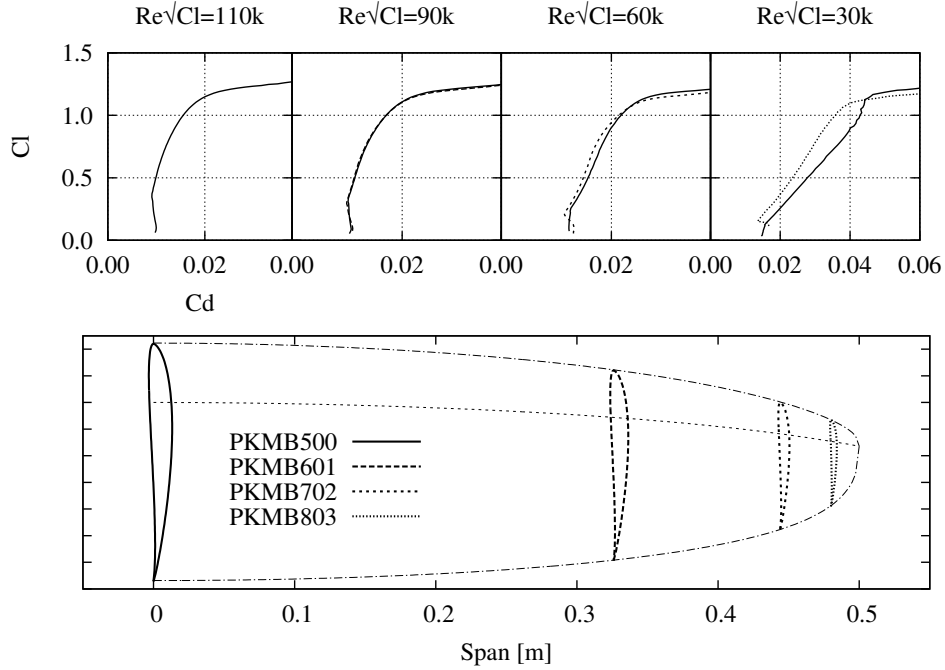 Re√Cl=110k Re√Cl=90k Re√Cl=60k Re√Cl=30k
1.5
1.0
0.5
0.0
Cl
0.00 0.02 0.00 0.02 0.00 0.02 0.00 0.02 0.04 0.06
Cd
PKMB500
PKMB601
PKMB702
PKMB803
0 0.1 0.2 0.3 0.4 0.5
Span [m]